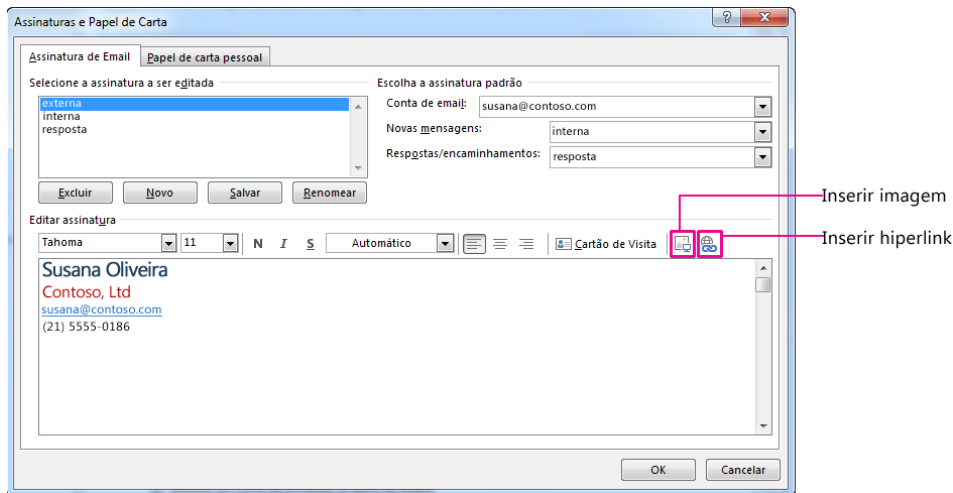 Assinaturas e Papel de Carta
?
X
Assinatura de Email
Papel de carta pessoal
Selecione a assinatura a ser editada
externa
interna
resposta
Excluir
Novo
Salvar
Renomear
Escolha a assinatura padrão
Conta de email: susana@contoso.com
Novas mensagens: interna
Respostas/encaminhamentos: resposta
Inserir imagem
Inserir hiperlink
Editar assinatura
Tahoma 11 N I S Automático Cartão de Visita
Susana Oliveira
Contoso, Ltd
susana@contoso.com
(21) 5555-0186
OK
Cancelar